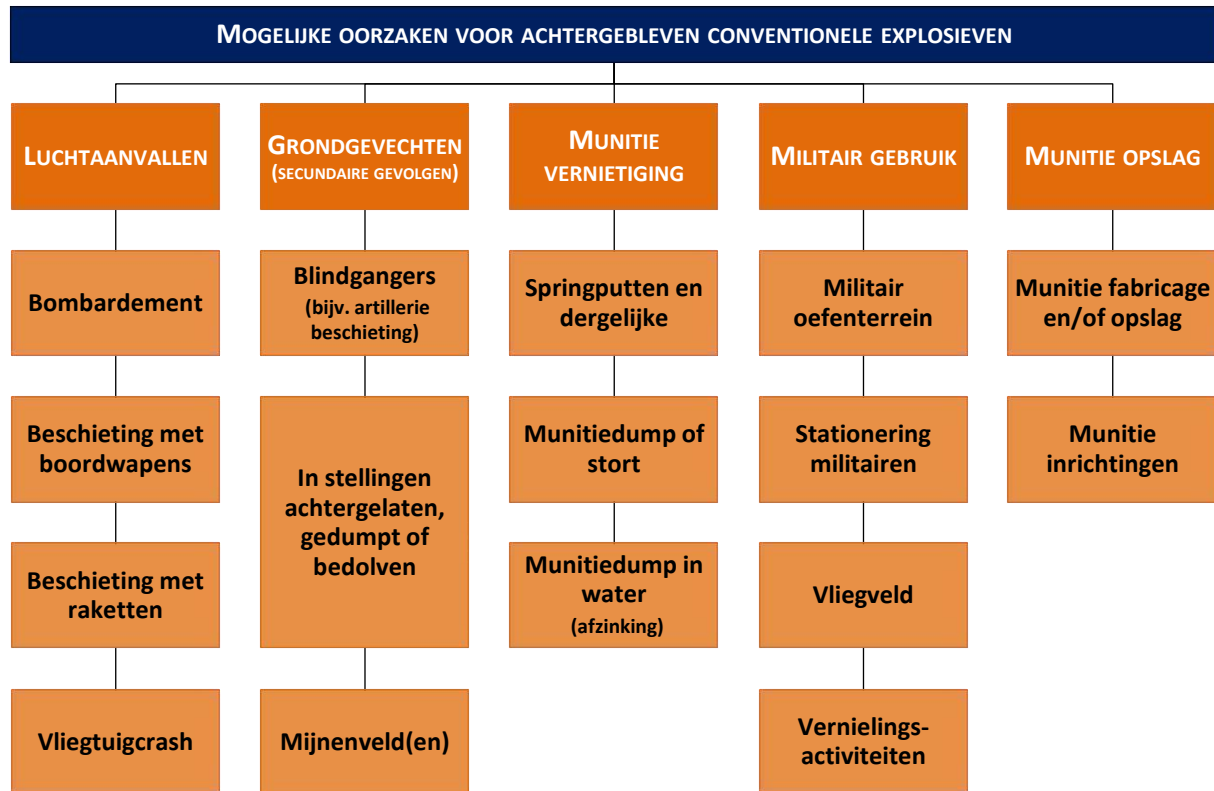 MOGELIJKE OORZAKEN VOOR ACHTERGEBLEVEN CONVENTIONELE EXPLOSIEVEN
LUCHTAANVALLEN
Bombardement
Beschieting met
boordwapens
Beschieting met
raketten
Vliegtuigcrash
GRONDGEVECHTEN
(SECUNDAIRE GEVOLGEN)
Blindgangers
(bijv. artillerie
beschieting)
In stellingen
achtergelaten,
gedumpt of
bedolven
Mijnenveld(en)
MUNITIE
VERNIETIGING
Springputten en
dergelijke
Munitiedump of
stort
Munitiedump in
water
(afzinking)
MILITAIR GEBRUIK
Militair
oefenterrein
Stationering
militairen
Vliegveld
Vernielings-
activiteiten
MUNITIE OPSLAG
Munitie fabricage
en/of opslag
Munitie
inrichtingen